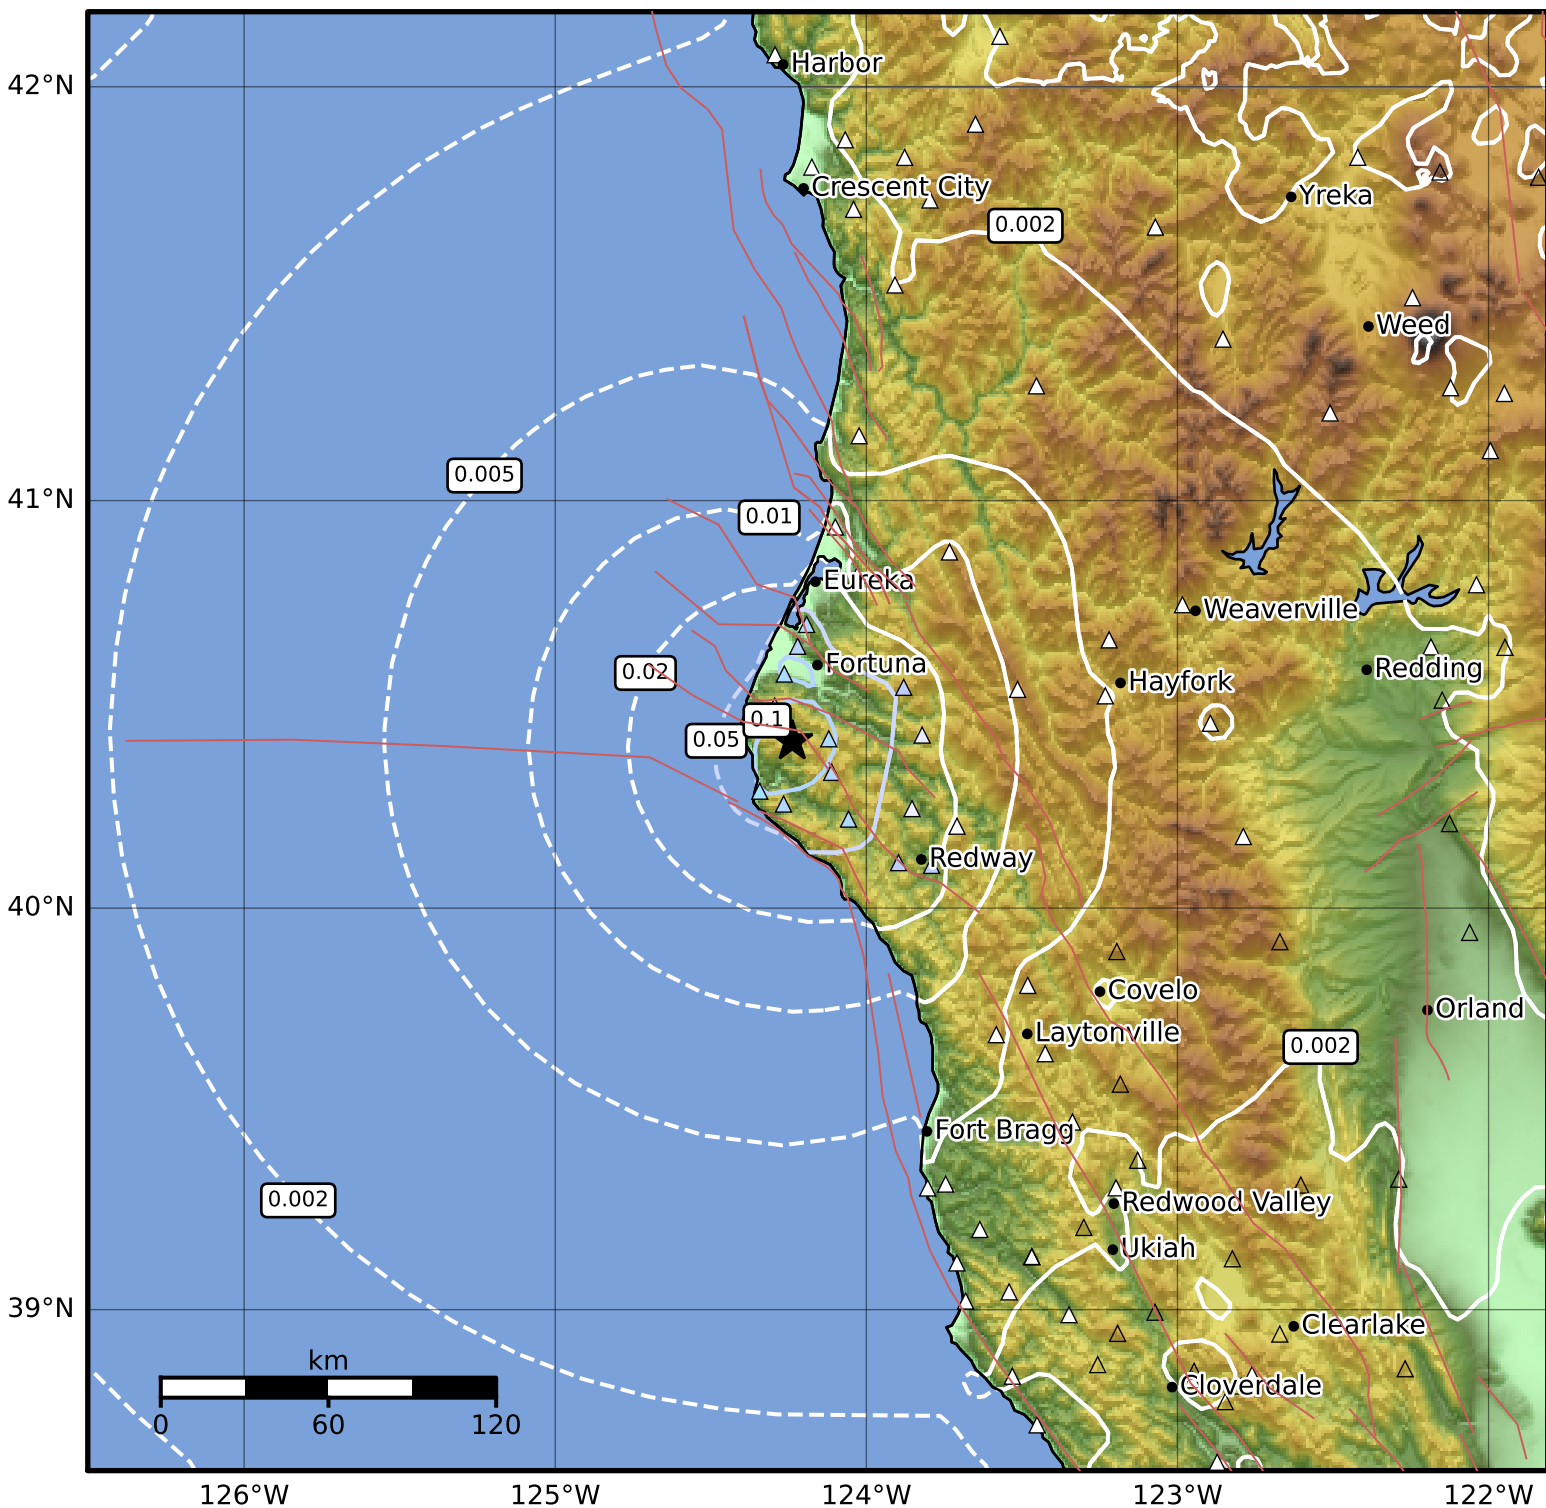 Harbor
42°N
Crescent City
Yreka
0.002
Weed
0.005
41°N
0.01
Eureka
Weaverville
Fortuna
0.02
Redding
Hayfork
0.1
0.05
Redway
40°N
Covelo
Orland
Laytonville
0.002
Fort Bragg
0.002
Redwood Valley
Ukiah
39°N
Clearlake
km
Cloverdale
0 60 120
126°W 125°W 124°W 123°W 122°W